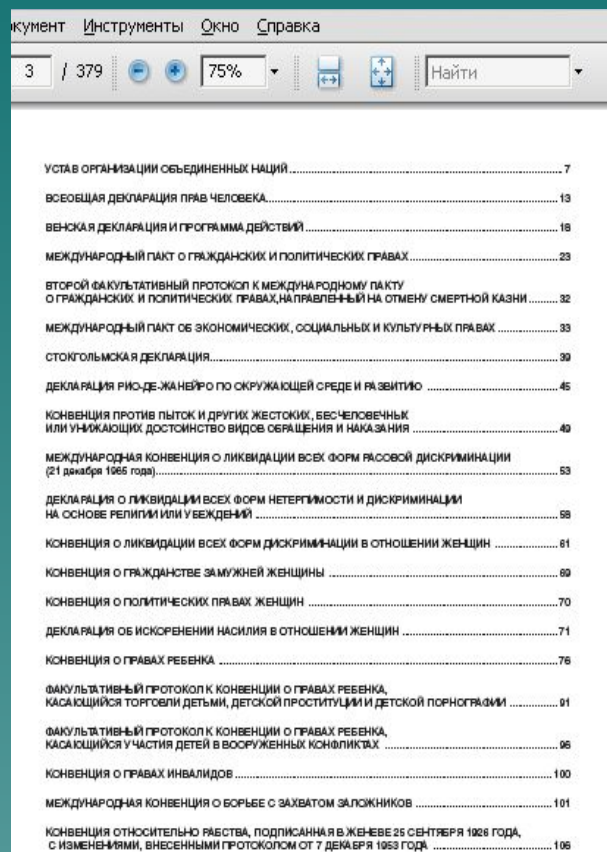 окумент Инструменты Окно Справка
3 / 379 75% Найти
УСТАВ ОРГАНИЗАЦИИ ОБЪЕДИНЕННЫХ НАЦИЙ ........ 7
ВСЕОБЩАЯ ДЕКЛАРАЦИЯ ПРАВ ЧЕЛОВЕКА ........ 13
ВЕНСКАЯ ДЕКЛАРАЦИЯ И ПРОГРАММА ДЕЙСТВИЙ ........ 16
МЕЖДУНАРОДНЫЙ ПАКТ О ГРАЖДАНСКИХ И ПОЛИТИЧЕСКИХ ПРАВАХ ........ 23
ВТОРОЙ ФАКУЛЬТАТИВНЫЙ ПРОТОКОЛ К МЕЖДУНАРОДНОМУ ПАКТУ
О ГРАЖДАНСКИХ И ПОЛИТИЧЕСКИХ ПРАВАХ,НАПРАВЛЕННЫЙ НА ОТМЕНУ СМЕРТНОЙ КАЗНИ ........ 32
МЕЖДУНАРОДНЫЙ ПАКТ ОБ ЭКОНОМИЧЕСКИХ, СОЦИАЛЬНЫХ И КУЛЬТУРНЫХ ПРАВАХ ........ 33
СТОКГОЛЬМСКАЯ ДЕКЛАРАЦИЯ ........ 39
ДЕКЛАРАЦИЯ РИО-ДЕ-ЖАНЕЙРО ПО ОКРУЖАЮЩЕЙ СРЕДЕ И РАЗВИТИЮ ........ 45
КОНВЕНЦИЯ ПРОТИВ ПЫТОК И ДРУГИХ ЖЕСТОКИХ, БЕСЧЕЛОВЕЧНЫХ
ИЛИ УНИЖАЮЩИХ ДОСТОИНСТВО ВИДОВ ОБРАЩЕНИЯ И НАКАЗАНИЯ ........ 49
МЕЖДУНАРОДНАЯ КОНВЕНЦИЯ О ЛИКВИДАЦИИ ВСЕХ ФОРМ РАСОВОЙ ДИСКРИМИНАЦИИ
(21 декабря 1965 года) ........ 53
ДЕКЛАРАЦИЯ О ЛИКВИДАЦИИ ВСЕХ ФОРМ НЕТЕРПИМОСТИ И ДИСКРИМИНАЦИИ
НА ОСНОВЕ РЕЛИГИИ ИЛИ УБЕЖДЕНИЙ ........ 58
КОНВЕНЦИЯ О ЛИКВИДАЦИИ ВСЕХ ФОРМ ДИСКРИМИНАЦИИ В ОТНОШЕНИИ ЖЕНЩИН ........ 61
КОНВЕНЦИЯ О ГРАЖДАНСТВЕ ЗАМУЖНЕЙ ЖЕНЩИНЫ ........ 69
КОНВЕНЦИЯ О ПОЛИТИЧЕСКИХ ПРАВАХ ЖЕНЩИН ........ 70
ДЕКЛАРАЦИЯ ОБ ИСКОРЕНЕНИИ НАСИЛИЯ В ОТНОШЕНИИ ЖЕНЩИН ........ 71
КОНВЕНЦИЯ О ПРАВАХ РЕБЕНКА ........ 76
ФАКУЛЬТАТИВНЫЙ ПРОТОКОЛ К КОНВЕНЦИИ О ПРАВАХ РЕБЕНКА,
КАСАЮЩИЙСЯ ТОРГОВЛИ ДЕТЬМИ, ДЕТСКОЙ ПРОСТИТУЦИИ И ДЕТСКОЙ ПОРНОГРАФИИ ........ 91
ФАКУЛЬТАТИВНЫЙ ПРОТОКОЛ К КОНВЕНЦИИ О ПРАВАХ РЕБЕНКА,
КАСАЮЩИЙСЯ УЧАСТИЯ ДЕТЕЙ В ВООРУЖЕННЫХ КОНФЛИКТАХ ........ 96
КОНВЕНЦИЯ О ПРАВАХ ИНВАЛИДОВ ........ 100
МЕЖДУНАРОДНАЯ КОНВЕНЦИЯ О БОРЬБЕ С ЗАХВАТОМ ЗАЛОЖНИКОВ ........ 101
КОНВЕНЦИЯ ОТНОСИТЕЛЬНО РАБСТВА, ПОДПИСАННАЯ В ЖЕНЕВЕ 25 СЕНТЯБРЯ 1926 ГОДА,
С ИЗМЕНЕНИЯМИ, ВНЕСЕННЫМИ ПРОТОКОЛОМ ОТ 7 ДЕКАБРЯ 1953 ГОДА ........ 106